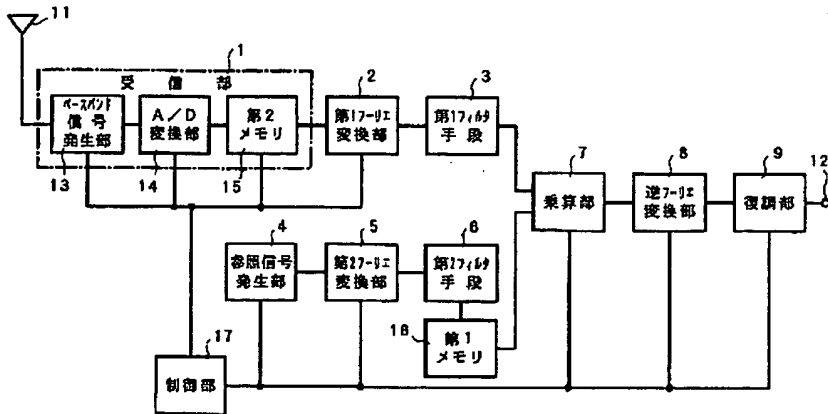 11
1
受信部
ベースバンド
信号
発生部
13
A/D
変換部
14
第2
メモリ
15
2
第1フーリエ
変換部
3
第1フィルタ
手段
4
参照信号
発生部
5
第2フーリエ
変換部
6
第2フィルタ
手段
16
第1
メモリ
7
乗算部
8
逆フーリエ
変換部
9
復調部
12
17
制御部